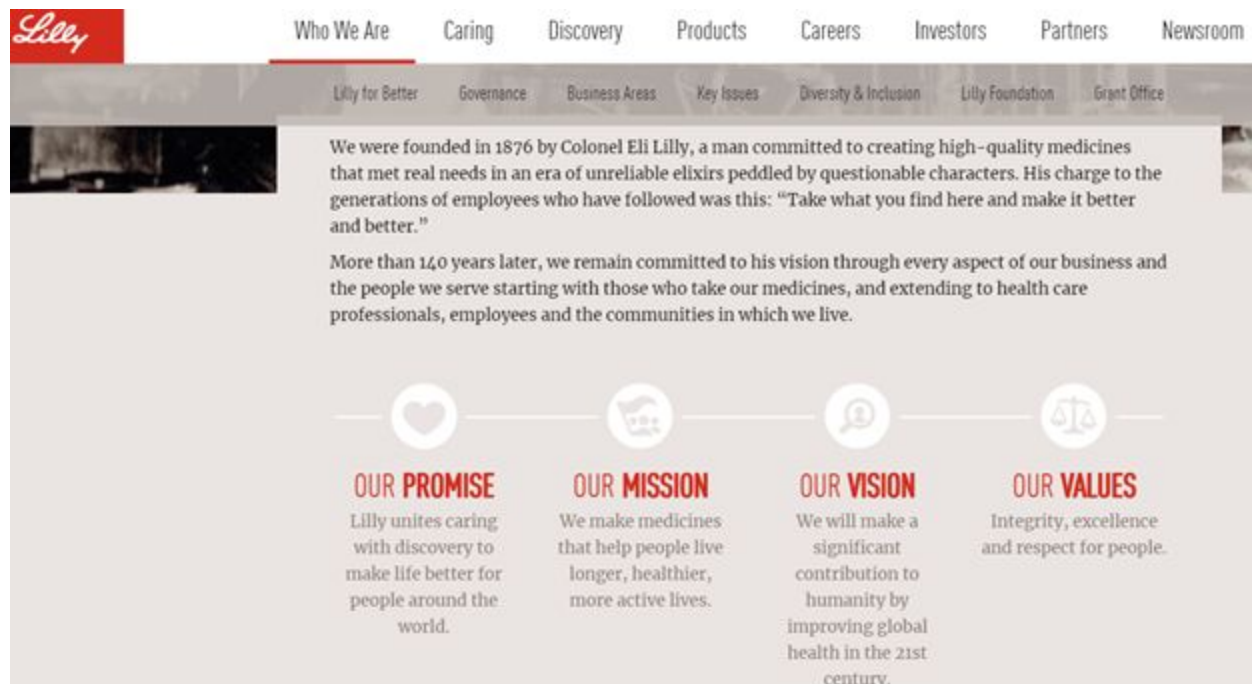 Lilly
Who We Are Caring Discovery Products Careers Investors Partners Newsroom
Lilly for Better Governance Business Areas Key Issues Diversity & Inclusion Lilly Foundation Grant Office
We were founded in 1876 by Colonel Eli Lilly, a man committed to creating high-quality medicines
that met real needs in an era of unreliable elixirs peddled by questionable characters. His charge to the
generations of employees who have followed was this: “Take what you find here and make it better
and better.”
More than 140 years later, we remain committed to his vision through every aspect of our business and
the people we serve starting with those who take our medicines, and extending to health care
professionals, employees and the communities in which we live.
OUR PROMISE
Lilly unites caring
with discovery to
make life better for
people around the
world.
OUR MISSION
We make medicines
that help people live
longer, healthier,
more active lives.
OUR VISION
We will make a
significant
contribution to
humanity by
improving global
health in the 21st
century.
OUR VALUES
Integrity, excellence
and respect for people.